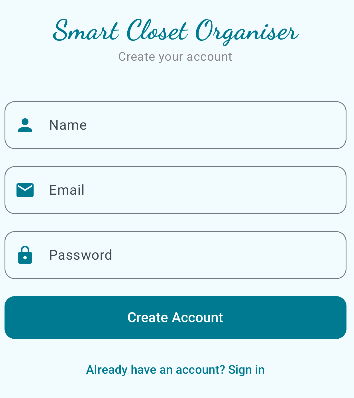 Smart Closet Organiser
Create your account
Name
Email
Password
Create Account
Already have an account? Sign in